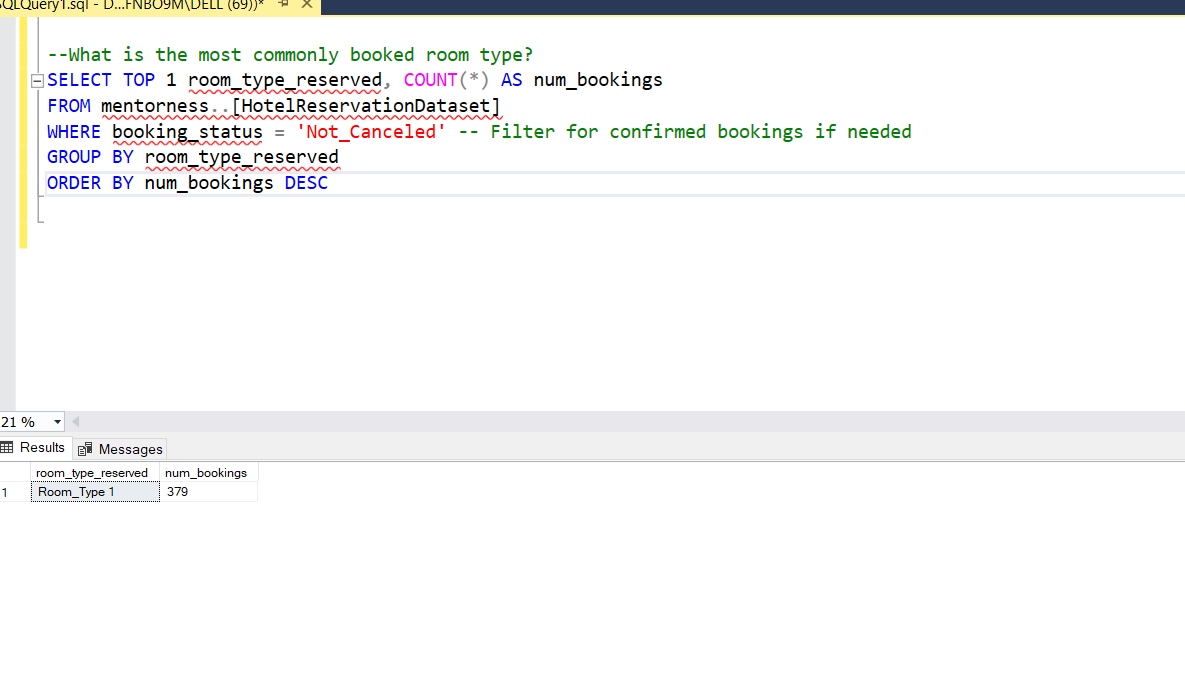 SQLQuery1.sql - D...FNBO9M\DELL (69))*
--What is the most commonly booked room type?
SELECT TOP 1 room_type_reserved, COUNT(*) AS num_bookings
FROM mentorness..[HotelReservationDataset]
WHERE booking_status = 'Not_Canceled' -- Filter for confirmed bookings if needed
GROUP BY room_type_reserved
ORDER BY num_bookings DESC
21 %
Results Messages
room_type_reserved num_bookings
1 Room_Type 1 379